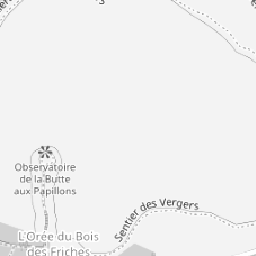 Observatoire
de la Butte
aux Papillons
Sentier des Vergers
L'Orée du Bois
des Friches